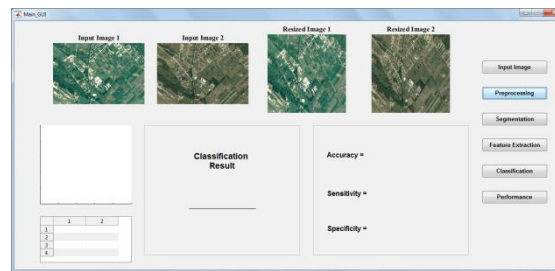 Main_GUI
Input Image 1
Input Image 2
Resized Image 1
Resized Image 2
Input Image
Preprocessing
Segmentation
Feature Extraction
Classification
Performance
Classification
Result
Accuracy =
Sensitivity =
Specificity =
1 2
1
2
3
4